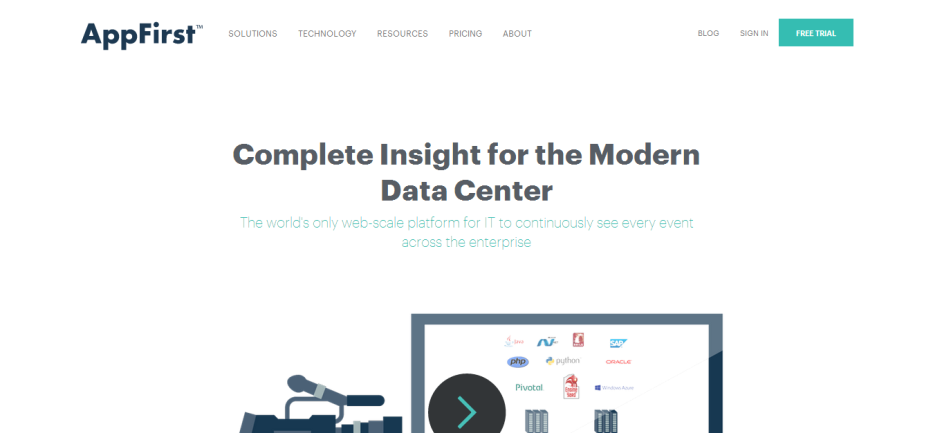 AppFirst™
SOLUTIONS TECHNOLOGY RESOURCES PRICING ABOUT
BLOG SIGN IN FREE TRIAL
Complete Insight for the Modern
Data Center
The world's only web-scale platform for IT to continuously see every event
across the enterprise
SAP
php python ORACLE
Pivotal Windows Azure